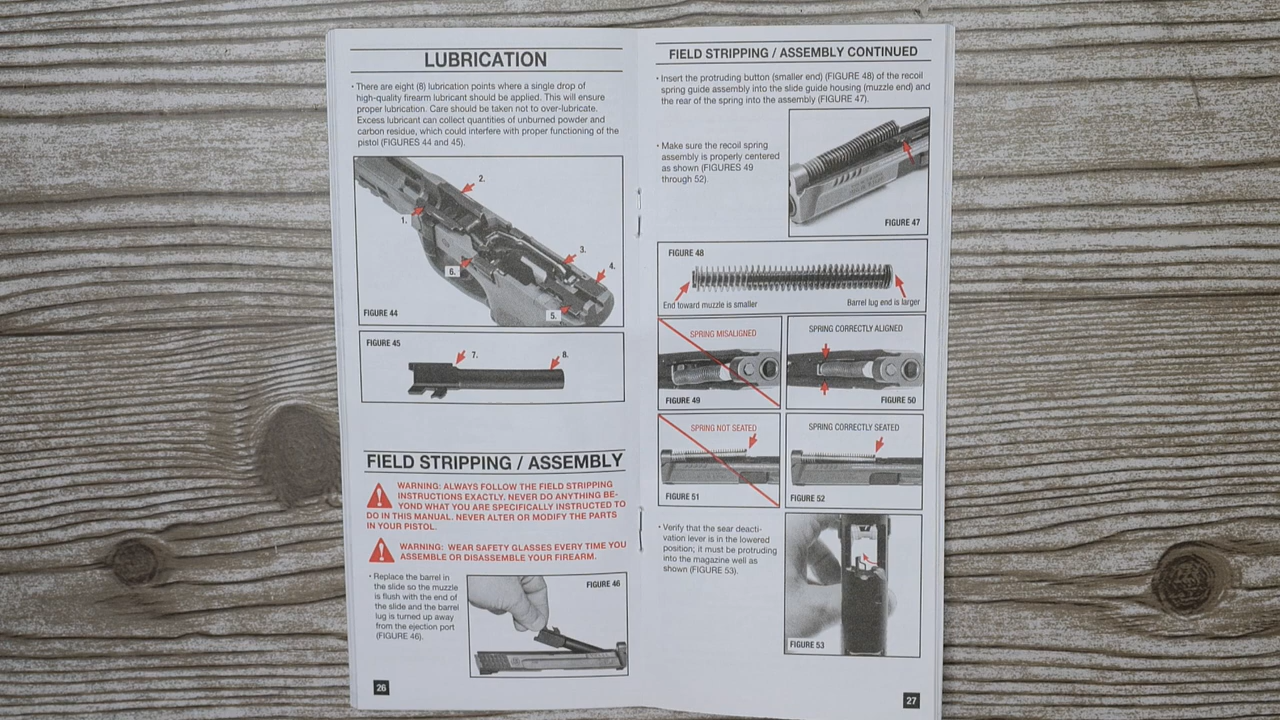 LUBRICATION
• There are eight (8) lubrication points where a single drop of
high-quality firearm lubricant should be applied. This will ensure
proper lubrication. Care should be taken not to over-lubricate.
Excess lubricant can collect quantities of unburned powder and
carbon residue, which could interfere with proper functioning of the
pistol (FIGURES 44 and 45).
2.
1.
3.
4.
6.
5.
FIGURE 44
FIGURE 45
7.
8.
FIELD STRIPPING / ASSEMBLY
WARNING: ALWAYS FOLLOW THE FIELD STRIPPING
INSTRUCTIONS EXACTLY. NEVER DO ANYTHING BE-
YOND WHAT YOU ARE SPECIFICALLY INSTRUCTED TO
DO IN THIS MANUAL. NEVER ALTER OR MODIFY THE PARTS
IN YOUR PISTOL.
WARNING: WEAR SAFETY GLASSES EVERY TIME YOU
ASSEMBLE OR DISASSEMBLE YOUR FIREARM.
• Replace the barrel in
the slide so the muzzle
is flush with the end of
the slide and the barrel
lug is turned up away
from the ejection port
(FIGURE 46).
FIGURE 46
26
FIELD STRIPPING / ASSEMBLY CONTINUED
• Insert the protruding button (smaller end) (FIGURE 48) of the recoil
spring guide assembly into the slide guide housing (muzzle end) and
the rear of the spring into the assembly (FIGURE 47).
• Make sure the recoil spring
assembly is properly centered
as shown (FIGURES 49
through 52).
FIGURE 47
FIGURE 48
End toward muzzle is smaller
Barrel lug end is larger
SPRING MISALIGNED
FIGURE 49
SPRING CORRECTLY ALIGNED
FIGURE 50
SPRING NOT SEATED
FIGURE 51
SPRING CORRECTLY SEATED
FIGURE 52
• Verify that the sear deacti-
vation lever is in the lowered
position; it must be protruding
into the magazine well as
shown (FIGURE 53).
FIGURE 53
27